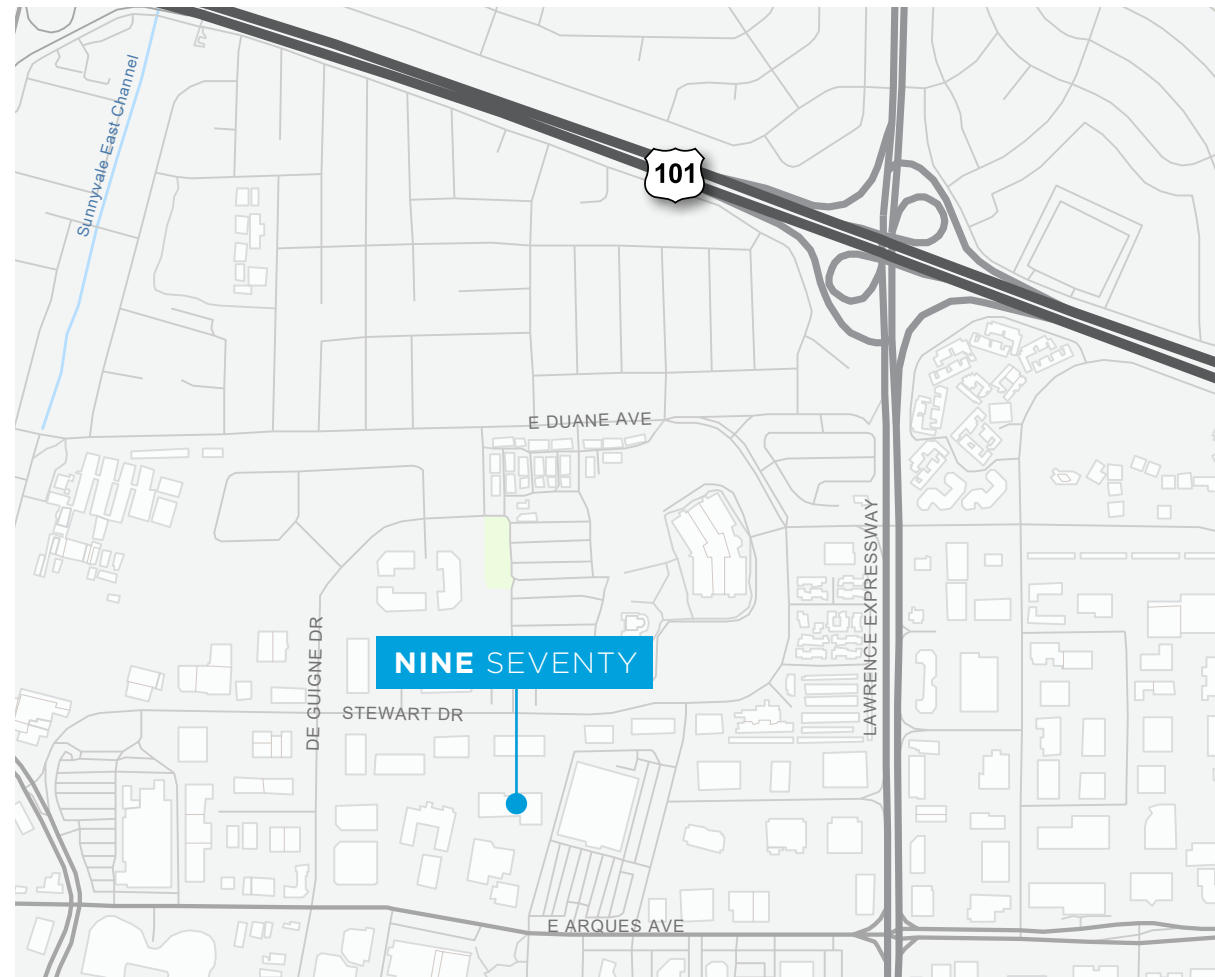 Sunnyvale East Channel
101
E DUANE AVE
LAWRENCE EXPRESSWAY
DE GUIGNE DR
NINE SEVENTY
STEWART DR
E ARQUES AVE